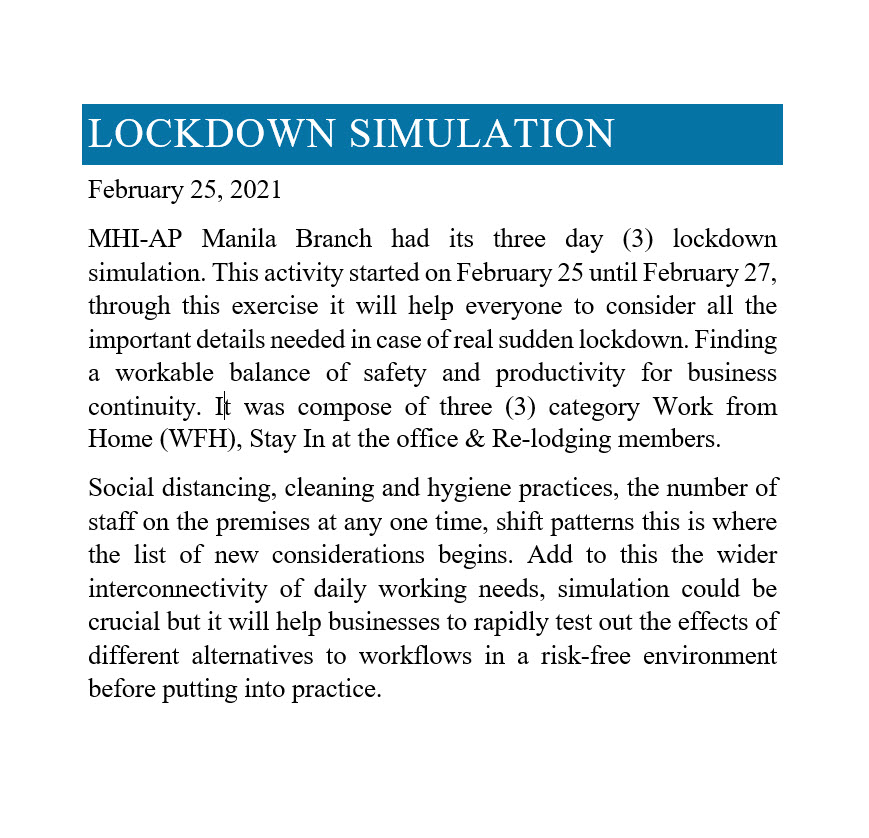 LOCKDOWN SIMULATION
February 25, 2021
MHI-AP Manila Branch had its three day (3) lockdown
simulation. This activity started on February 25 until February 27,
through this exercise it will help everyone to consider all the
important details needed in case of real sudden lockdown. Finding
a workable balance of safety and productivity for business
continuity. It was compose of three (3) category Work from
Home (WFH), Stay In at the office & Re-lodging members.
Social distancing, cleaning and hygiene practices, the number of
staff on the premises at any one time, shift patterns this is where
the list of new considerations begins. Add to this the wider
interconnectivity of daily working needs, simulation could be
crucial but it will help businesses to rapidly test out the effects of
different alternatives to workflows in a risk-free environment
before putting into practice.